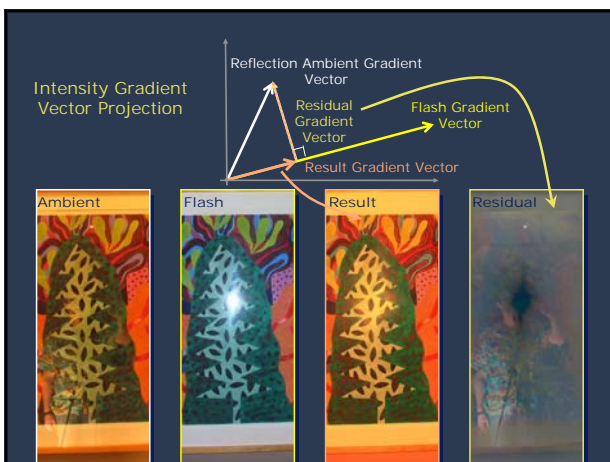 Intensity Gradient
Vector Projection
Reflection Ambient Gradient
Vector
Residual
Gradient
Vector
Flash Gradient
Vector
Result Gradient Vector
Ambient
Flash
Result
Residual